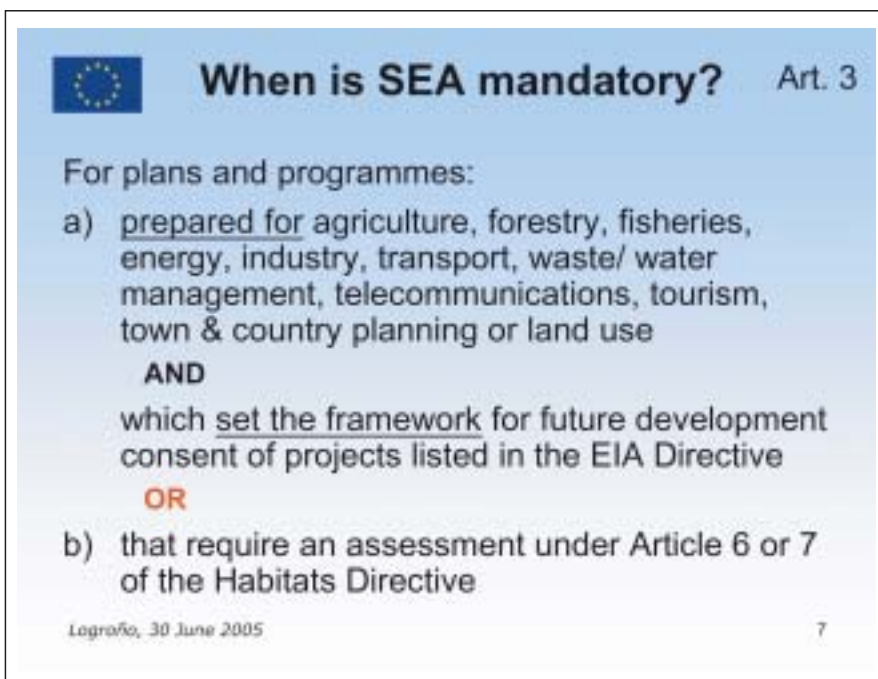 When is SEA mandatory? Art. 3
For plans and programmes:
a) prepared for agriculture, forestry, fisheries,
energy, industry, transport, waste/ water
management, telecommunications, tourism,
town & country planning or land use
AND
which set the framework for future development
consent of projects listed in the EIA Directive
OR
b) that require an assessment under Article 6 or 7
of the Habitats Directive
Logroño, 30 June 2005 7